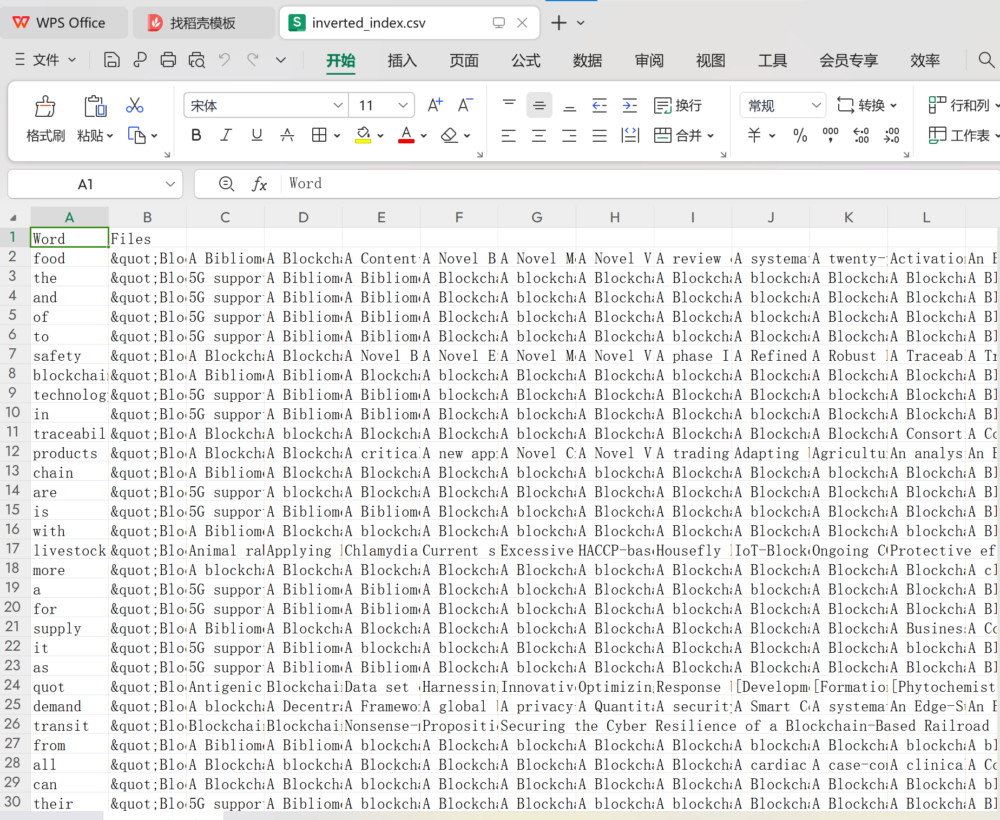 WPS Office 找稻壳模板 inverted_index.csv
文件 开始 插入 页面 公式 数据 审阅 视图 工具 会员专享 效率
宋体 11 A+ A- 换行 常规 转换 行和列
格式刷 粘贴 B I U A A 合并 ¥ % 000 ←.0 .00 .00 →.0 工作表
A1 fx Word
A B C D E F G H I J K L
1 Word Files
2 food &quot;Blo A Bibliom A Blockch A Content A Novel B A Novel M A Novel V A review A systema A twenty- Activation An
3 the &quot;Blo 5G suppor A Bibliom A Bibliom A Blockch A blockch A Blockch A Blockch A blockch A Blockch A Blockch A Bl
4 and &quot;Blo 5G suppor A Bibliom A Bibliom A Blockch A blockch A Blockch A Blockch A blockch A Blockch A Blockch A Bl
5 of &quot;Blo 5G suppor A Bibliom A Bibliom A Blockch A blockch A Blockch A Blockch A blockch A Blockch A Blockch A Bl
6 to &quot;Blo 5G suppor A Bibliom A Bibliom A Blockch A blockch A Blockch A blockch A Blockch A Blockch A Blockch A Bl
7 safety &quot;Blo A Blockch A Blockch A Novel B A Novel E A Novel M A Novel V A phase I A Refined A Robust A Traceab A Tr
8 blockchai &quot;Blo A Bibliom A Bibliom A Blockch A blockch A Blockch A Blockch A blockch A Blockch A Blockch A Blockch A Bl
9 technolog &quot;Blo 5G suppor A Bibliom A Bibliom A blockch A Blockch A Blockch A Blockch A Blockch A blockch A Blockch A Bl
10 in &quot;Blo 5G suppor A Bibliom A Bibliom A Blockch A blockch A Blockch A Blockch A blockch A Blockch A Blockch A Bl
11 traceabil &quot;Blo A Blockch A blockch A Blockch A Blockch A blockch A Blockch A Blockch A Blockch A Blockch A Consort A Co
12 products &quot;Blo A Blockch A Blockch A critical A new app A Novel C A Novel V A trading Adapting Agricultu An analys An
13 chain &quot;Blo A Bibliom A Blockch A Blockch A Blockch A blockch A blockch A Blockch A Blockch A blockch A Blockch A Bl
14 are &quot;Blo 5G suppor A blockch A Blockch A Blockch A Blockch A Blockch A Blockch A Blockch A Blockch A Blockch A Bl
15 is &quot;Blo 5G suppor A Bibliom A Bibliom A Blockch A blockch A Blockch A Blockch A blockch A Blockch A Blockch A Bl
16 with &quot;Blo A Bibliom A Blockch A blockch A Blockch A Blockch A Blockch A Blockch A Blockch A Blockch A blockch A Bl
17 livestock &quot;Blo Animal ra Applying Chlamydia Current s Excessive HACCP-bas Housefly IoT-Block Ongoing C Protective ef
18 more &quot;Blo A blockch A Blockch A Blockch A Blockch A Blockch A blockch A Blockch A Blockch A Blockch A Blockch A cl
19 a &quot;Blo 5G suppor A Bibliom A Bibliom A Blockch A blockch A Blockch A Blockch A blockch A Blockch A Blockch A Bl
20 for &quot;Blo 5G suppor A Bibliom A Bibliom A Blockch A blockch A Blockch A blockch A Blockch A Blockch A Blockch A Bl
21 supply &quot;Blo A Bibliom A Blockch A Blockch A Blockch A blockch A Blockch A Blockch A Blockch A Blockch A Busines A Co
22 it &quot;Blo 5G suppor A Bibliom A blockch A blockch A Blockch A Blockch A Blockch A Blockch A Blockch A blockch A Bl
23 as &quot;Blo 5G suppor A Bibliom A Bibliom A Blockch A blockch A Blockch A Blockch A Blockch A Blockch A Blockch A Bl
24 quot &quot;Blo Antigenic Blockchai Data set Harnessin Innovativ Optimizin Response [Developm [Formatio [Phytochemist
25 demand &quot;Blo A blockch A Decentr A Framewo A global A privacy A Quantit A securit A Smart C A systema An Edge-S An
26 transit &quot;Blo Blockchai Blockchai Nonsense- Propositi Securing the Cyber Resilience of a Blockchain-Based Railroad
27 from &quot;Blo A Bibliom A Bibliom A blockch A Blockch A blockch A Blockch A Blockch A blockch A Blockch A blockch A bl
28 all &quot;Blo A Blockch A blockch A Blockch A Blockch A Blockch A Blockch A Blockch A cardiac A case-co A clinica A Co
29 can &quot;Blo A Blockch A Blockch A blockch A Blockch A Blockch A Blockch A Blockch A Blockch A Blockch A Blockch A bl
30 their &quot;Blo 5G suppor A Bibliom A blockch A Blockch A Blockch A blockch A blockch A Blockch A Blockch A Blockch A Bl